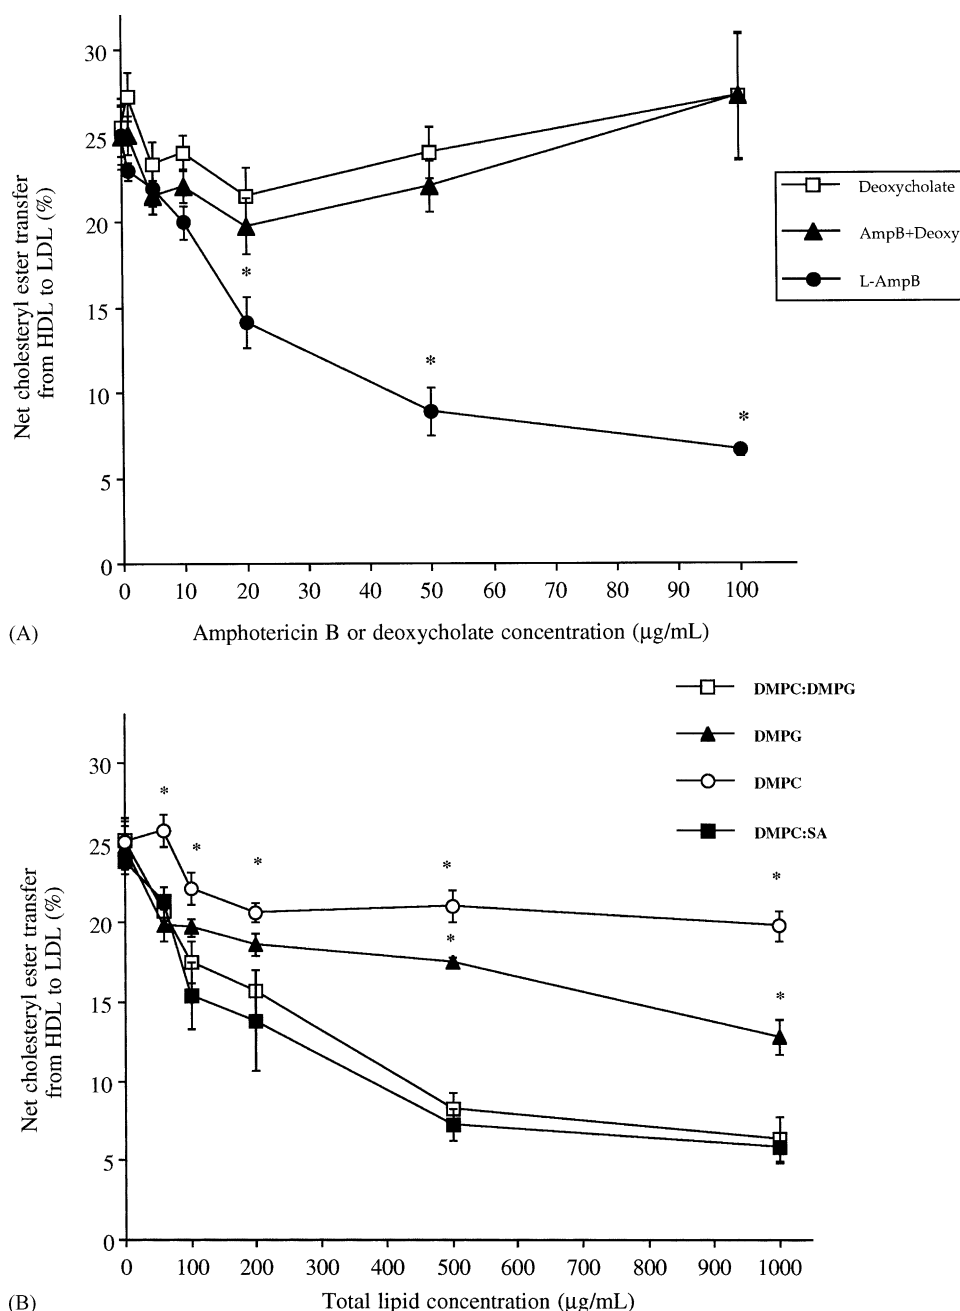 30
25
20
15
10
5
0
Net cholesteryl ester transfer
from HDL to LDL (%)
*
*
*
Deoxycholate
AmpB+Deoxy
L-AmpB
0 10 20 30 40 50 60 70 80 90 100
(A)
Amphotericin B or deoxycholate concentration (μg/mL)
DMPC:DMPG
DMPG
DMPC
DMPC:SA
30
25
20
15
10
5
0
Net cholesteryl ester transfer
from HDL to LDL (%)
*
*
*
*
*
*
*
0 100 200 300 400 500 600 700 800 900 1000
(B)
Total lipid concentration (μg/mL)